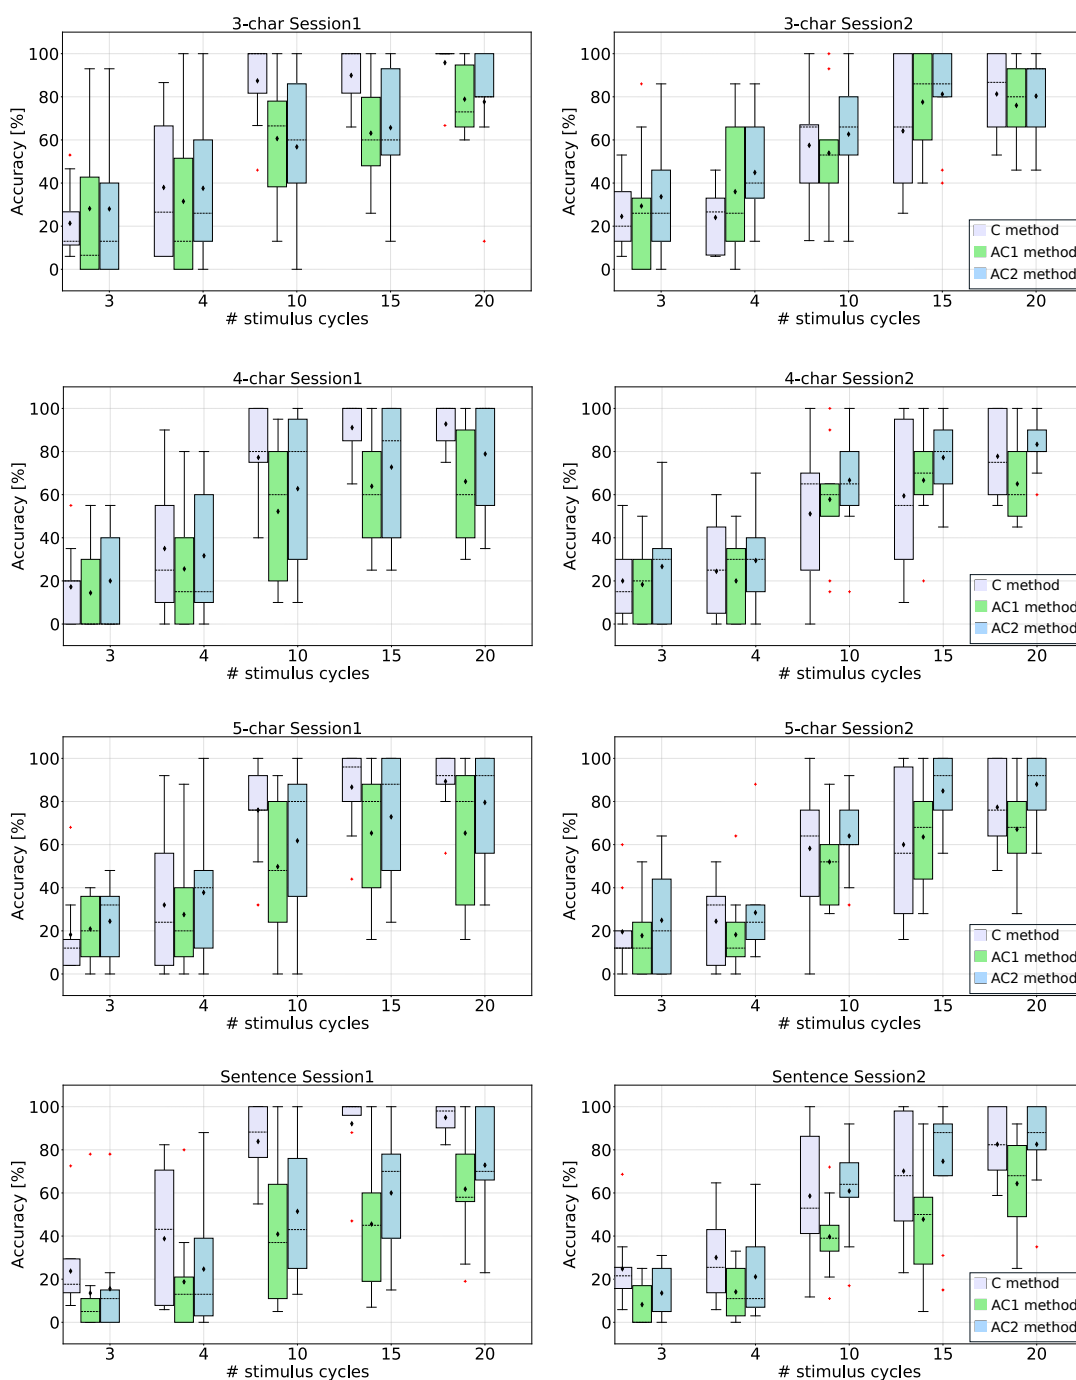 3-char Session1
100
80
60
40
20
0
Accuracy [%]
3 4 10 15 20
# stimulus cycles
3-char Session2
100
80
60
40
20
0
Accuracy [%]
C method
AC1 method
AC2 method
3 4 10 15 20
# stimulus cycles
4-char Session1
100
80
60
40
20
0
Accuracy [%]
3 4 10 15 20
# stimulus cycles
4-char Session2
100
80
60
40
20
0
Accuracy [%]
C method
AC1 method
AC2 method
3 4 10 15 20
# stimulus cycles
5-char Session1
100
80
60
40
20
0
Accuracy [%]
3 4 10 15 20
# stimulus cycles
5-char Session2
100
80
60
40
20
0
Accuracy [%]
C method
AC1 method
AC2 method
3 4 10 15 20
# stimulus cycles
Sentence Session1
100
80
60
40
20
0
Accuracy [%]
3 4 10 15 20
# stimulus cycles
Sentence Session2
100
80
60
40
20
0
Accuracy [%]
C method
AC1 method
AC2 method
3 4 10 15 20
# stimulus cycles